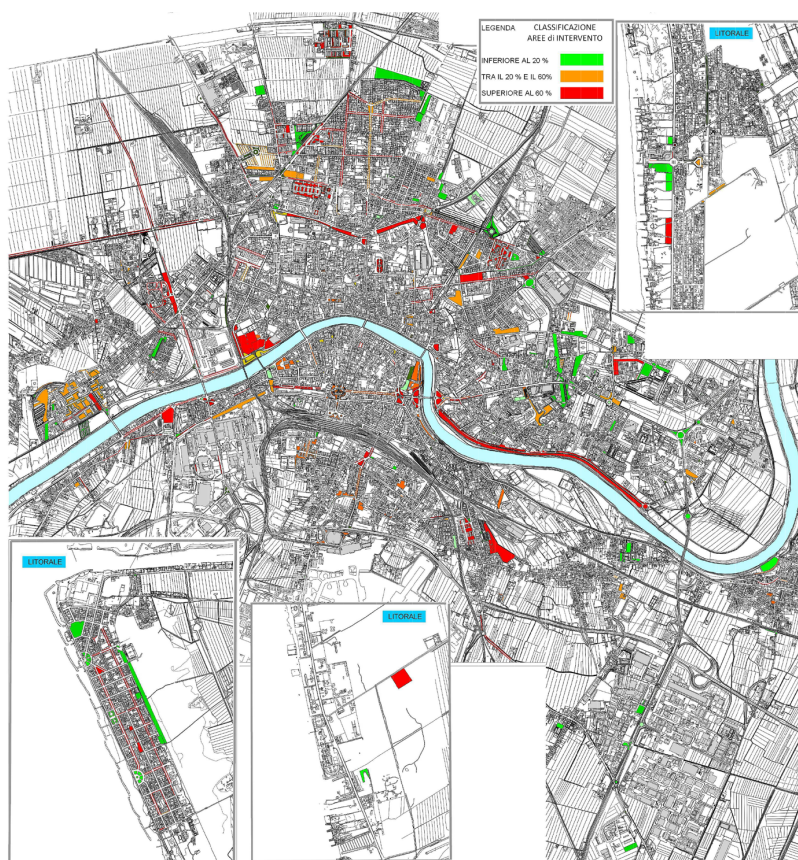 LEGENDA
CLASSIFICAZIONE
AREE di INTERVENTO
INFERIORE AL 20 %
TRA IL 20 % E IL 60%
SUPERIORE AL 60 %
LITORALE
LITORALE
LITORALE